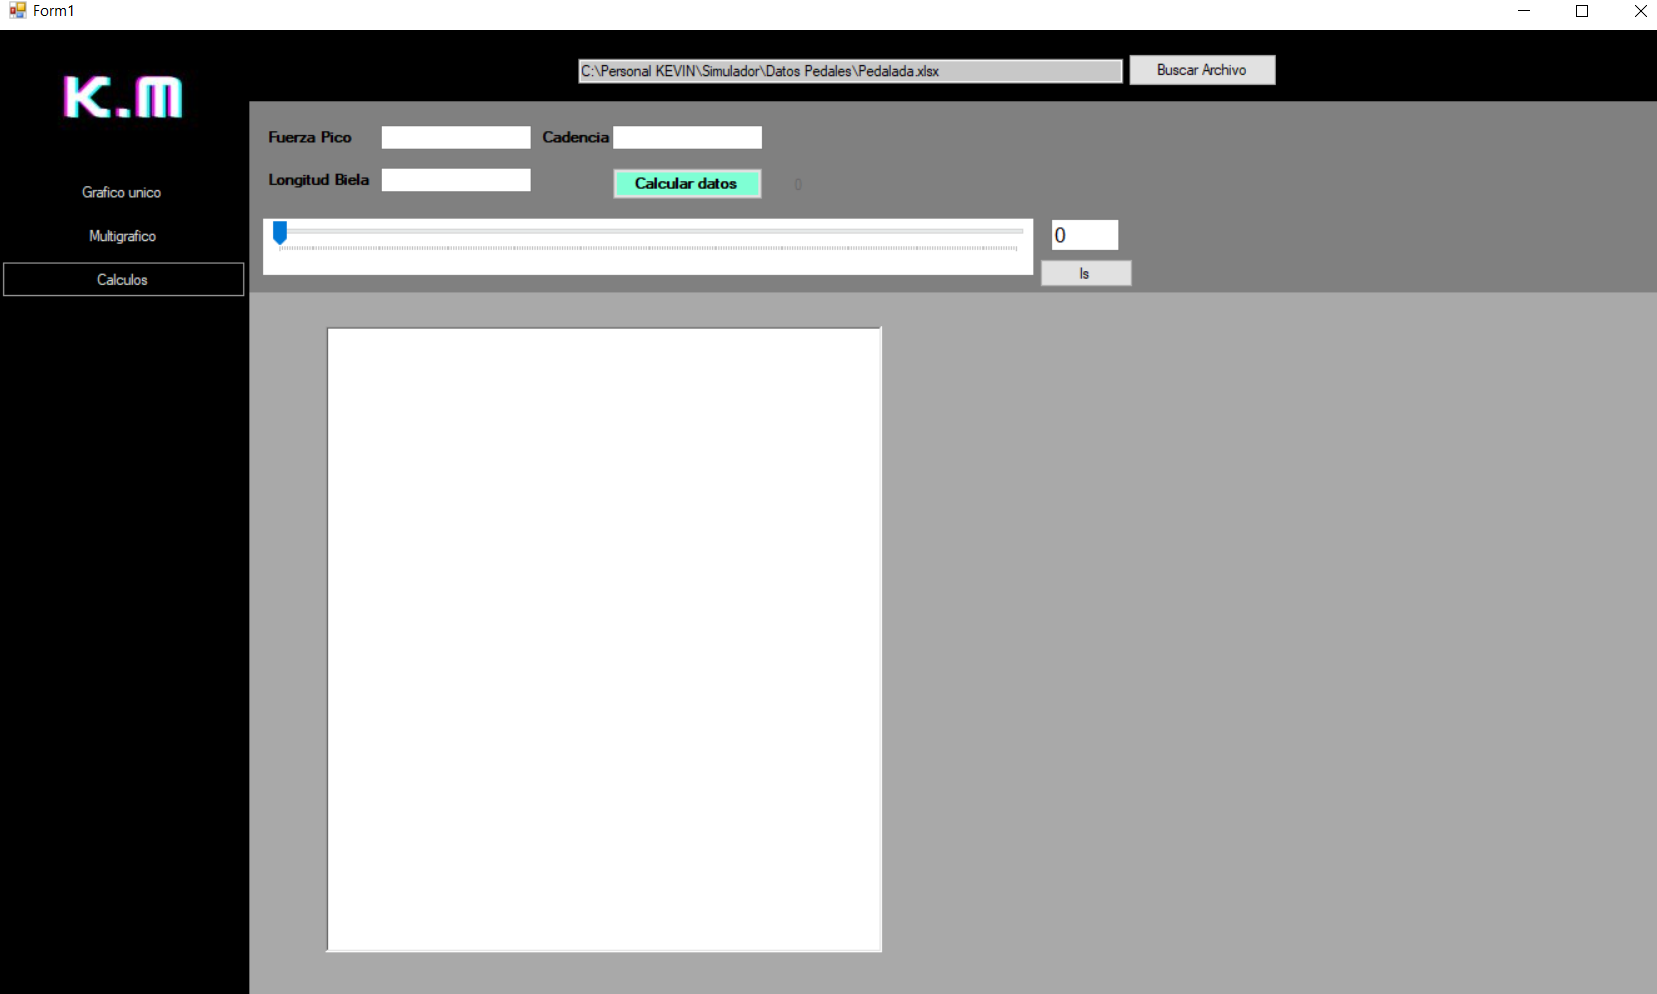 Form1
K.M
C:\Personal KEVIN\Simulador\Datos Pedales\Pedalada.xlsx
Buscar Archivo
Fuerza Pico
Cadencia
Longitud Biela
Calcular datos
0
Grafico unico
Multigrafico
Calculos
0
ls